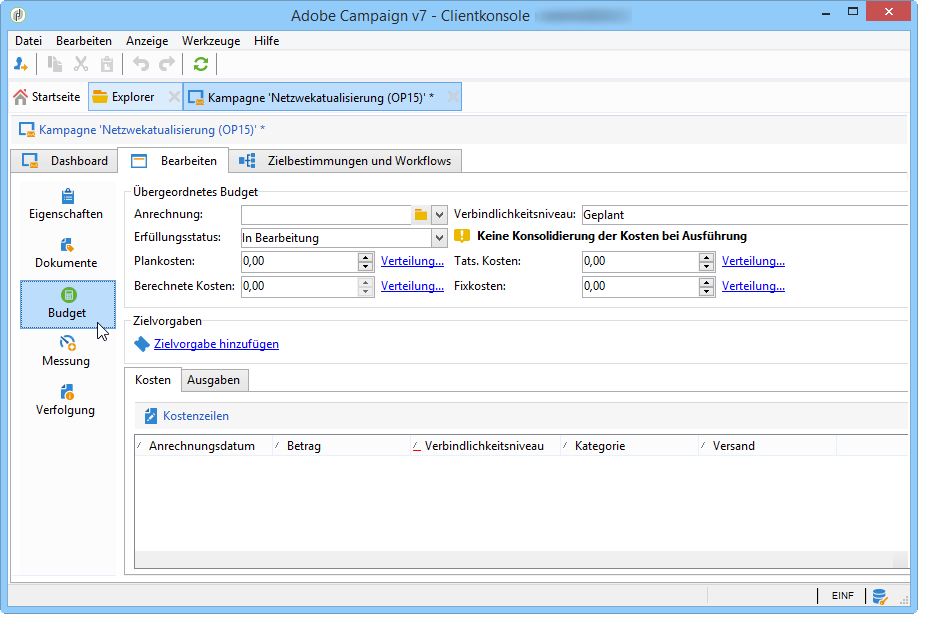 Adobe Campaign v7 - Clientkonsole
Datei Bearbeiten Anzeige Werkzeuge Hilfe
Startseite Explorer Kampagne 'Netzwekatualisierung (OP15)' *
Kampagne 'Netzwekatualisierung (OP15)' *
Dashboard Bearbeiten Zielbestimmungen und Workflows
Eigenschaften
Dokumente
Budget
Messung
Verfolgung
Übergeordnetes Budget
Anrechnung: Verbindlichkeitsniveau: Geplant
Erfüllungsstatus: In Bearbeitung Keine Konsolidierung der Kosten bei Ausführung
Plankosten: 0,00 Verteilung... Tats. Kosten: 0,00 Verteilung...
Berechnete Kosten: 0,00 Verteilung... Fixkosten: 0,00 Verteilung...
Zielvorgaben
Zielvorgabe hinzufügen
Kosten Ausgaben
Kostenzeilen
Anrechnungsdatum Betrag Verbindlichkeitsniveau Kategorie Versand
EINF